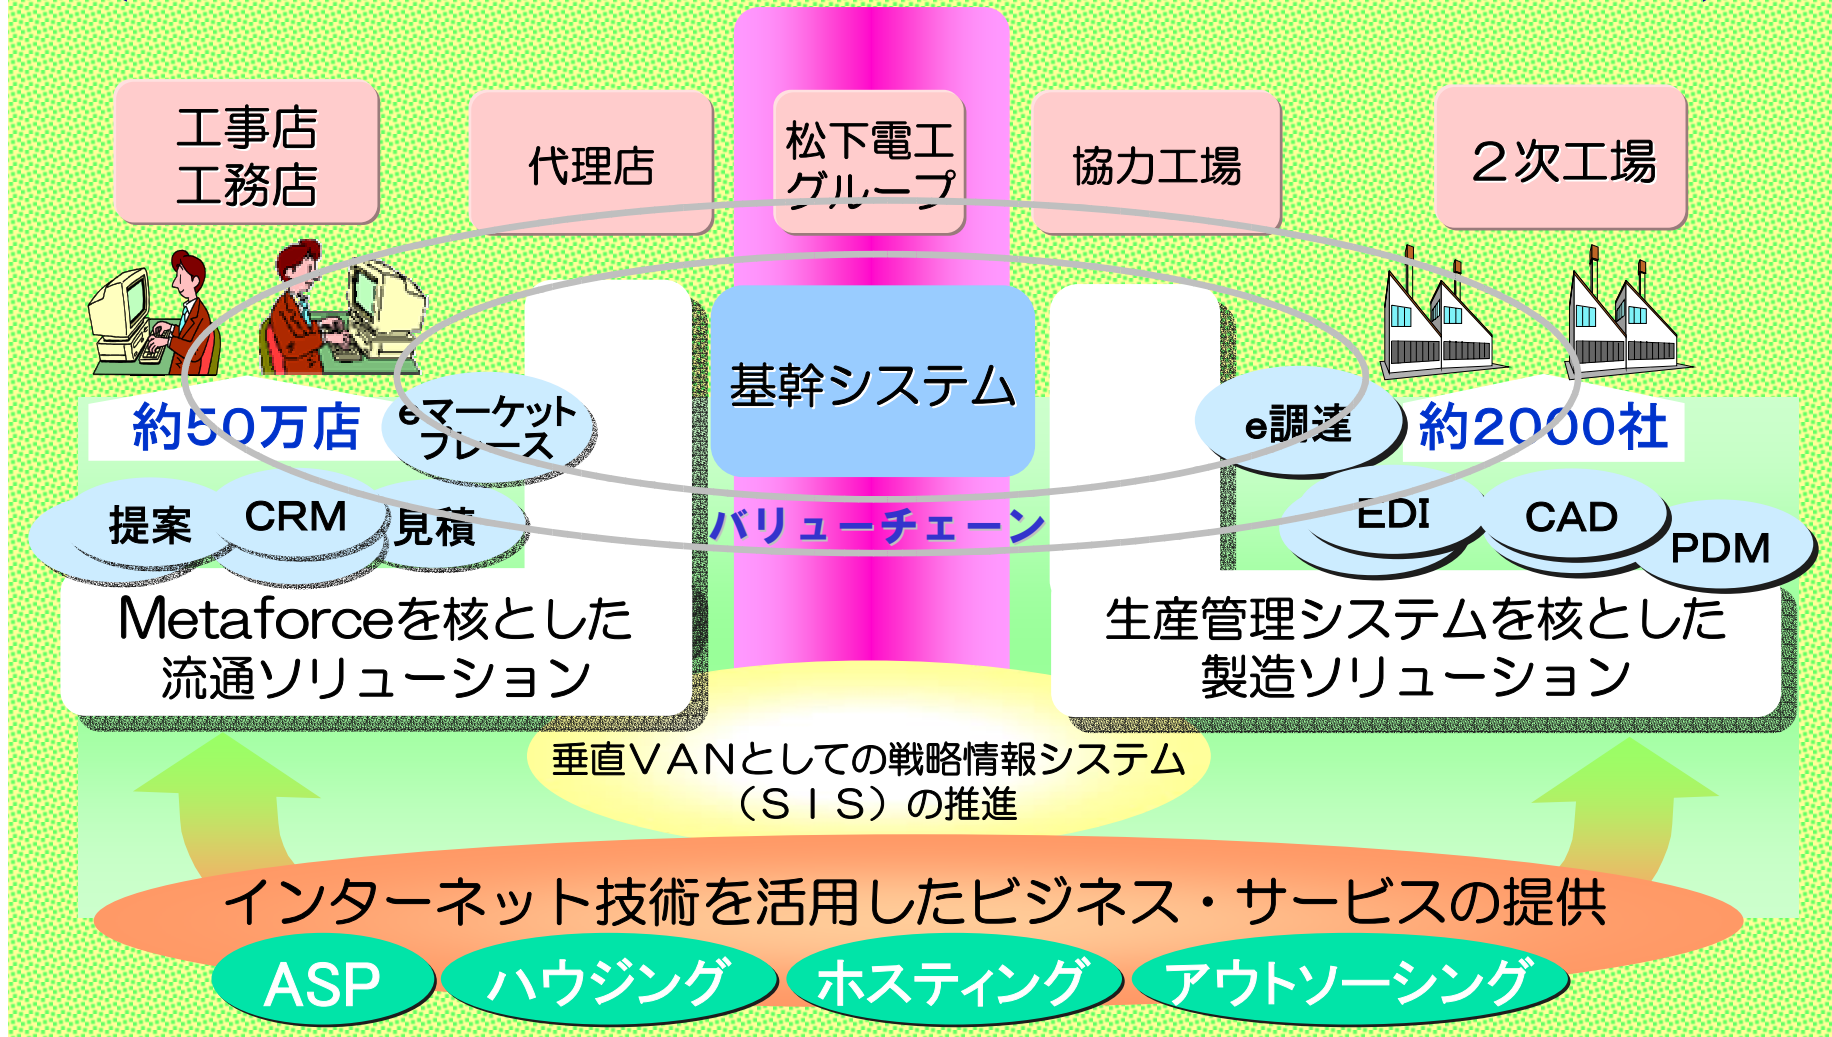 工事店
工務店
代理店
松下電工
グループ
協力工場
２次工場
基幹システム
約50万店
eマーケット
プレース
e調達
約2000社
提案
CRM
見積
バリューチェーン
EDI
CAD
PDM
Metaforceを核とした
流通ソリューション
生産管理システムを核とした
製造ソリューション
垂直ＶＡＮとしての戦略情報システム
（ＳＩＳ）の推進
インターネット技術を活用したビジネス・サービスの提供
ASP
ハウジング
ホスティング
アウトソーシング